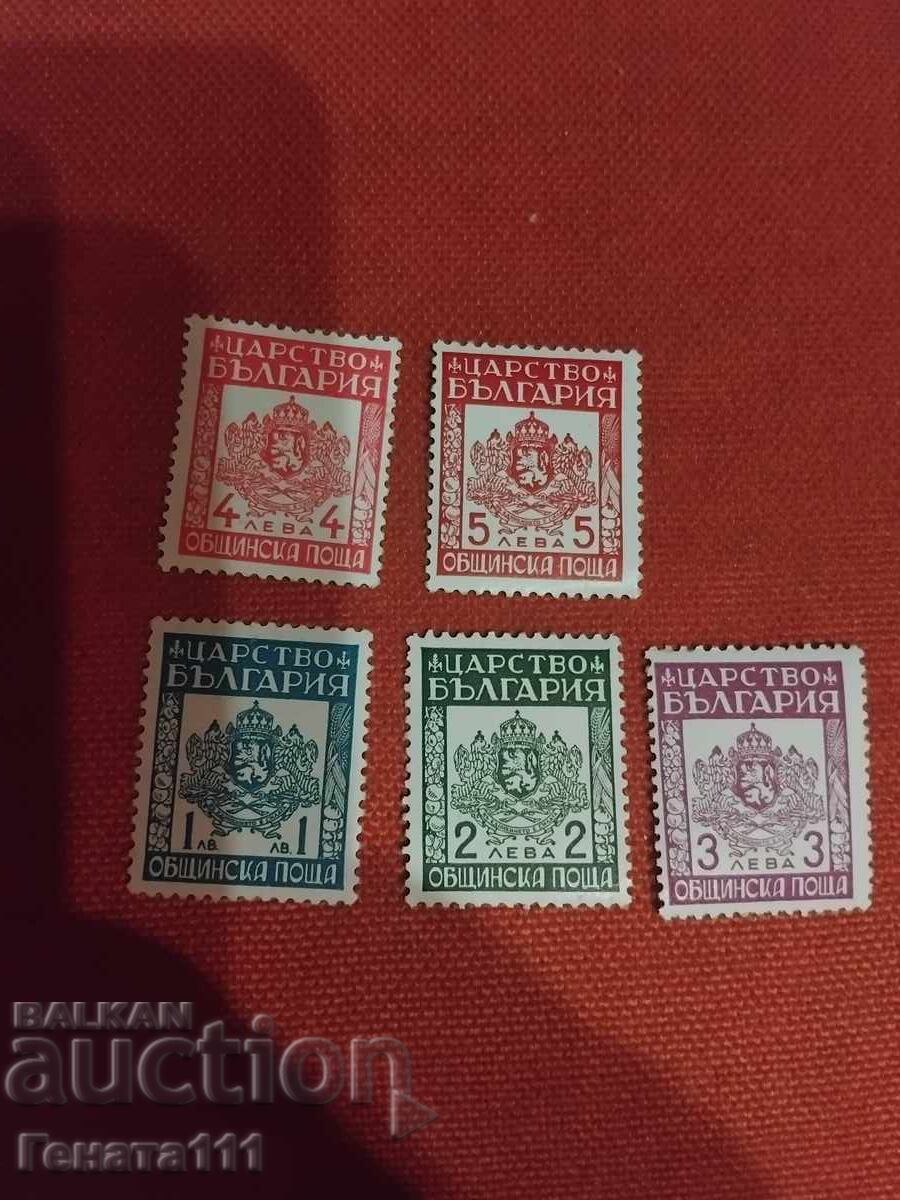 ЦАРСТВО
БЪЛГАРИЯ
4 ЛЕВА 4
ОБЩИНСКА ПОЩА
ЦАРСТВО
БЪЛГАРИЯ
5 ЛЕВА 5
ОБЩИНСКА ПОЩА
ЦАРСТВО
БЪЛГАРИЯ
1 ЛВ. ЛВ. 1
ОБЩИНСКА ПОЩА
ЦАРСТВО
БЪЛГАРИЯ
2 ЛЕВА 2
ОБЩИНСКА ПОЩА
ЦАРСТВО
БЪЛГАРИЯ
3 ЛЕВА 3
ОБЩИНСКА ПОЩА
BALKAN
auction
Гената111